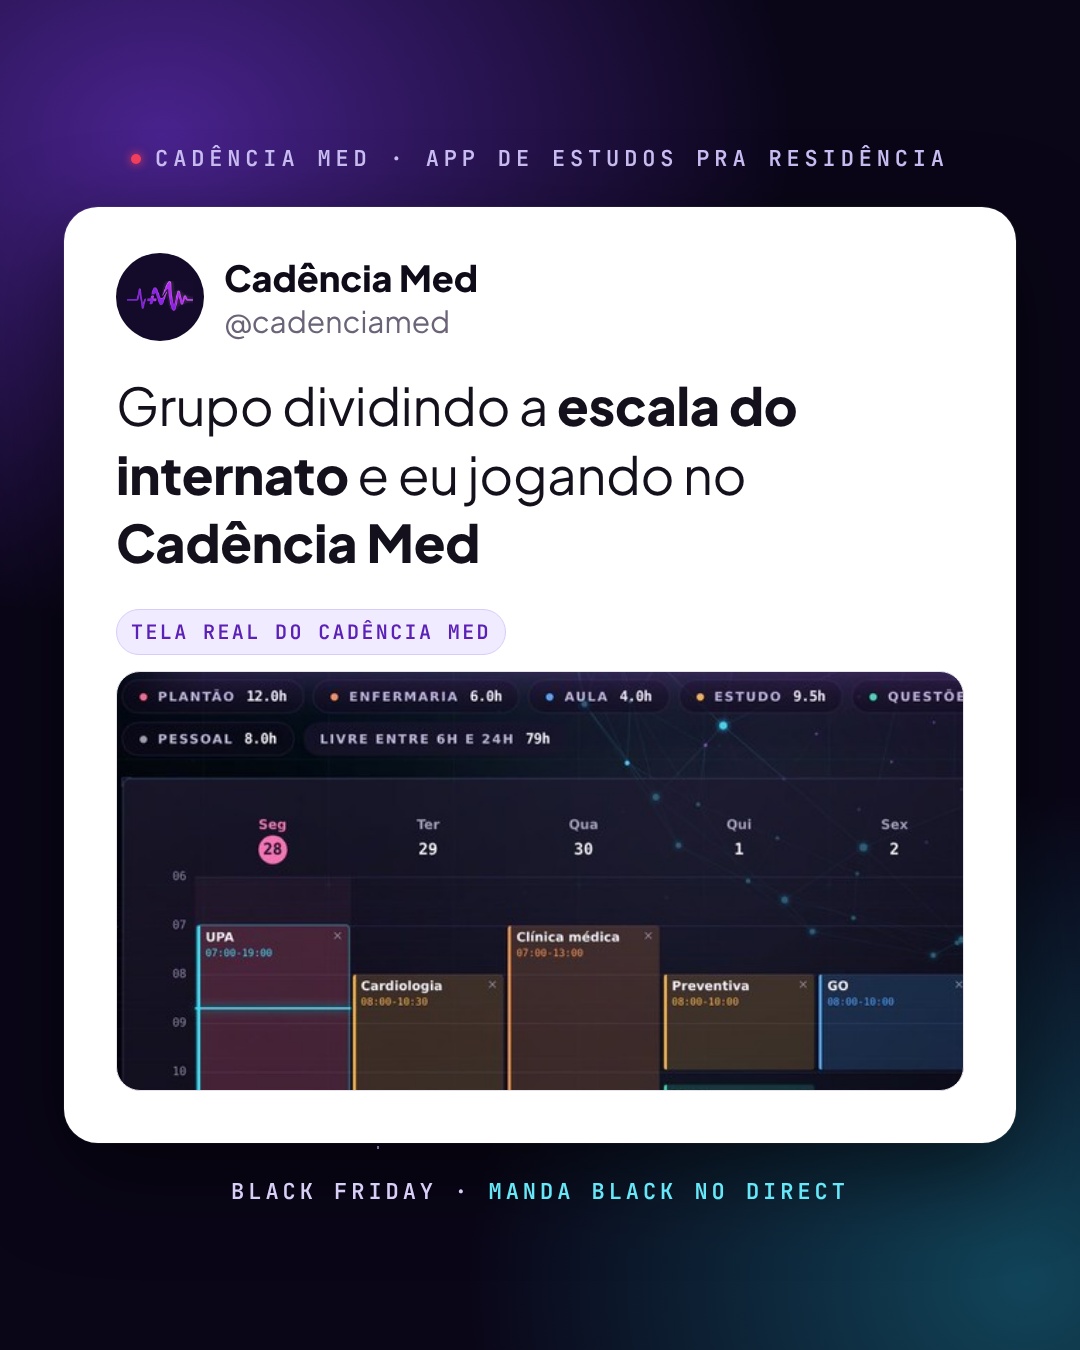 CADÊNCIA MED · APP DE ESTUDOS PRA RESIDÊNCIA
Cadência Med
@cadenciamed
Grupo dividindo a escala do
internato e eu jogando no
Cadência Med
TELA REAL DO CADÊNCIA MED
PLANTÃO 12.0h ENFERMARIA 6.0h AULA 4.0h ESTUDO 9.5h QUESTÕE
PESSOAL 8.0h LIVRE ENTRE 6H E 24H 79h
Seg Ter Qua Qui Sex
28 29 30 1 2
06
07
UPA × Clínica médica ×
07:00-19:00 07:00-13:00
08
Cardiologia × Preventiva × GO ×
08:00-10:30 08:00-10:00 08:00-10:00
09
10
BLACK FRIDAY · MANDA BLACK NO DIRECT